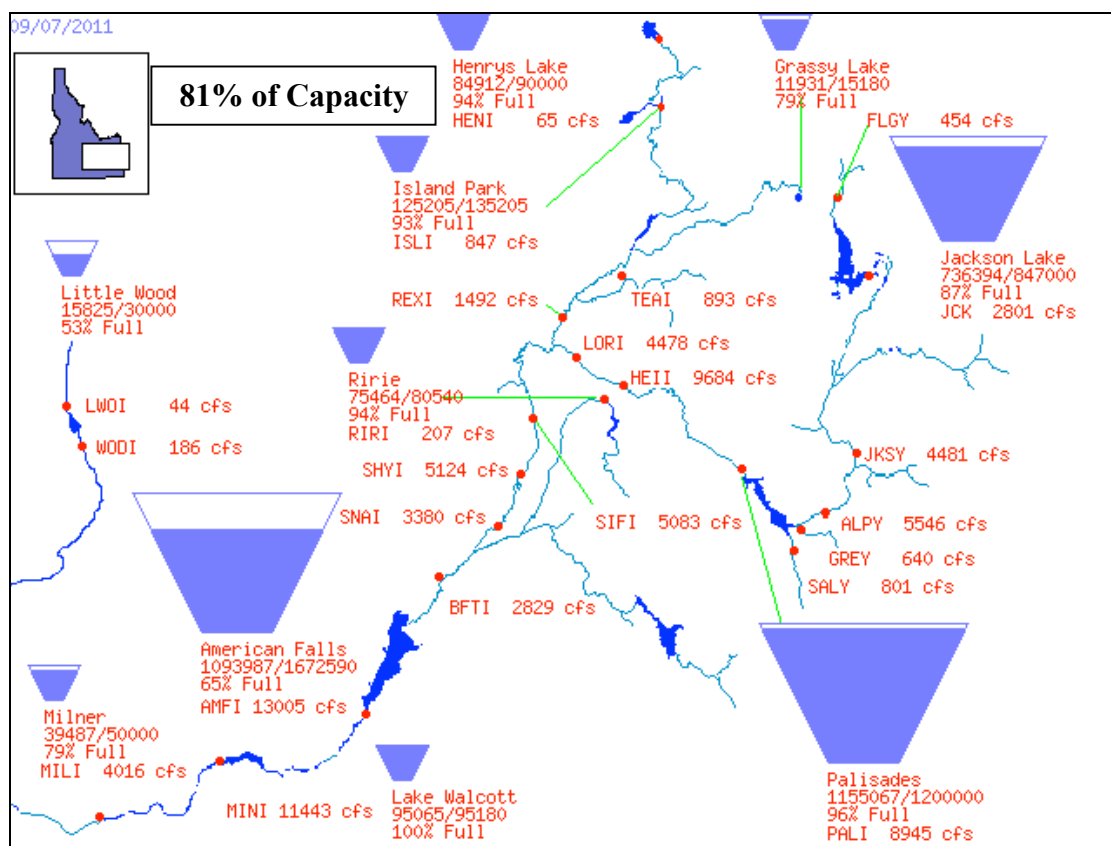 09/07/2011
81% of Capacity
Henrys Lake
84912/90000
94% Full
HENI 65 cfs
Grassy Lake
11931/15180
79% Full
FLGY 454 cfs
Island Park
125205/135205
93% Full
ISLI 847 cfs
Jackson Lake
736394/847000
87% Full
JCK 2801 cfs
Little Wood
15825/30000
53% Full
REXI 1492 cfs
TEAI 893 cfs
LORI 4478 cfs
HEII 9684 cfs
Ririe
75464/80540
94% Full
RIRI 207 cfs
LWOI 44 cfs
WODI 186 cfs
SHYI 5124 cfs
JKSY 4481 cfs
SNAI 3380 cfs
SIFI 5083 cfs
ALPY 5546 cfs
GREY 640 cfs
SALY 801 cfs
BFTI 2829 cfs
American Falls
1093987/1672590
65% Full
AMFI 13005 cfs
Milner
39487/50000
79% Full
MILI 4016 cfs
MINI 11443 cfs
Lake Walcott
95065/95180
100% Full
Palisades
1155067/1200000
96% Full
PALI 8945 cfs